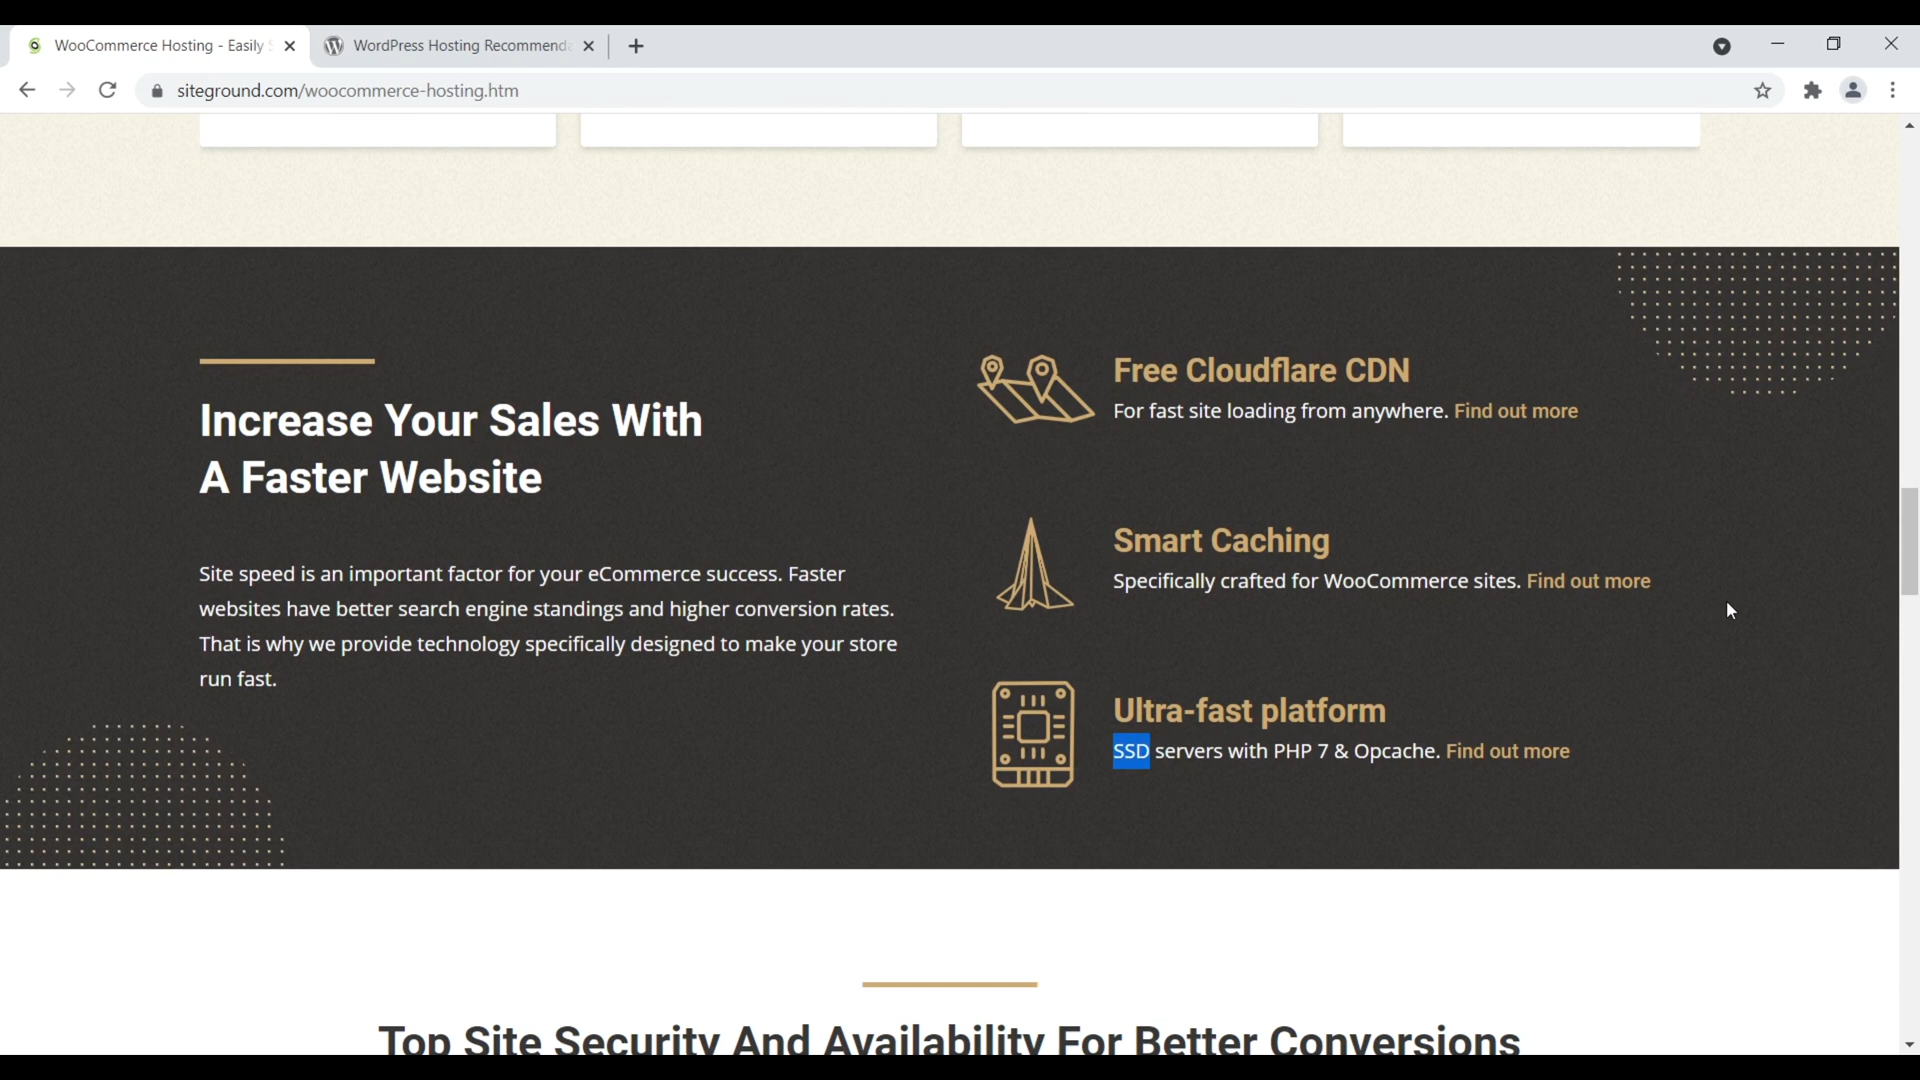 WooCommerce Hosting - Easily S
WordPress Hosting Recommenda
siteground.com/woocommerce-hosting.htm
Increase Your Sales With
A Faster Website
Site speed is an important factor for your eCommerce success. Faster
websites have better search engine standings and higher conversion rates.
That is why we provide technology specifically designed to make your store
run fast.
Free Cloudflare CDN
For fast site loading from anywhere. Find out more
Smart Caching
Specifically crafted for WooCommerce sites. Find out more
Ultra-fast platform
SSD servers with PHP 7 & Opcache. Find out more
Top Site Security And Availability For Better Conversions